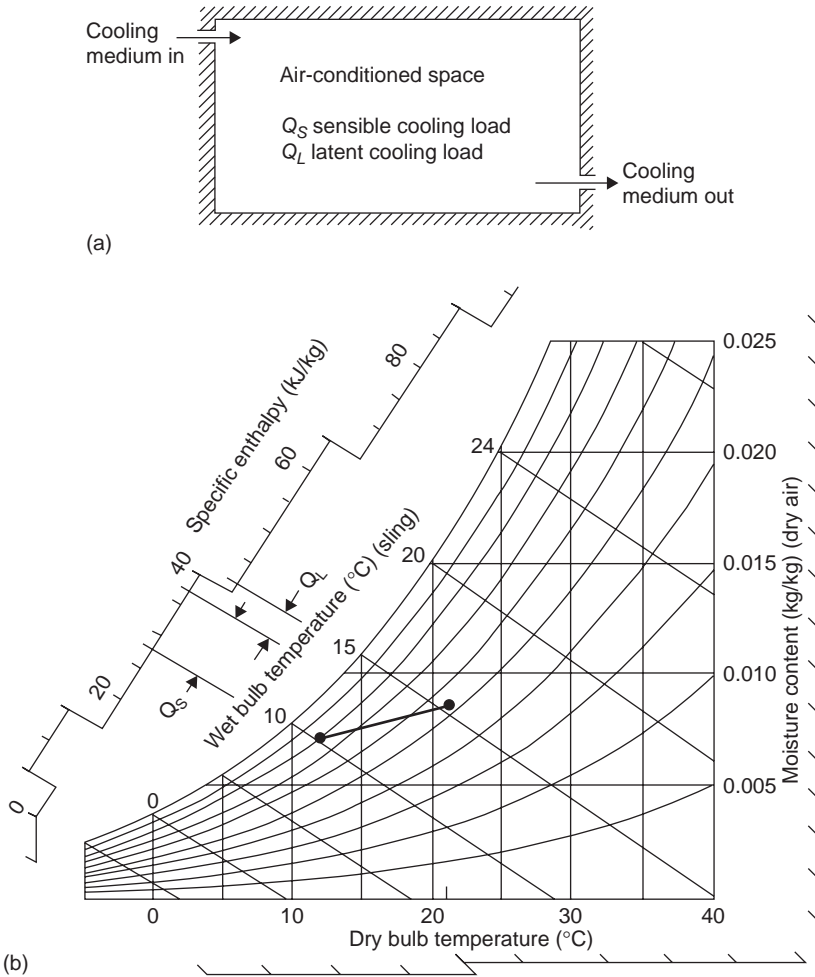 Cooling
medium in
Air-conditioned space
Q_S sensible cooling load
Q_L latent cooling load
Cooling
medium out
(a)
Specific enthalpy (kJ/kg)
0
20
40
60
80
Q_S
Q_L
Wet bulb temperature (°C) (sling)
0
10
15
20
24
0.025
0.020
0.015
0.010
0.005
Moisture content (kg/kg) (dry air)
0
10
20
30
40
Dry bulb temperature (°C)
(b)